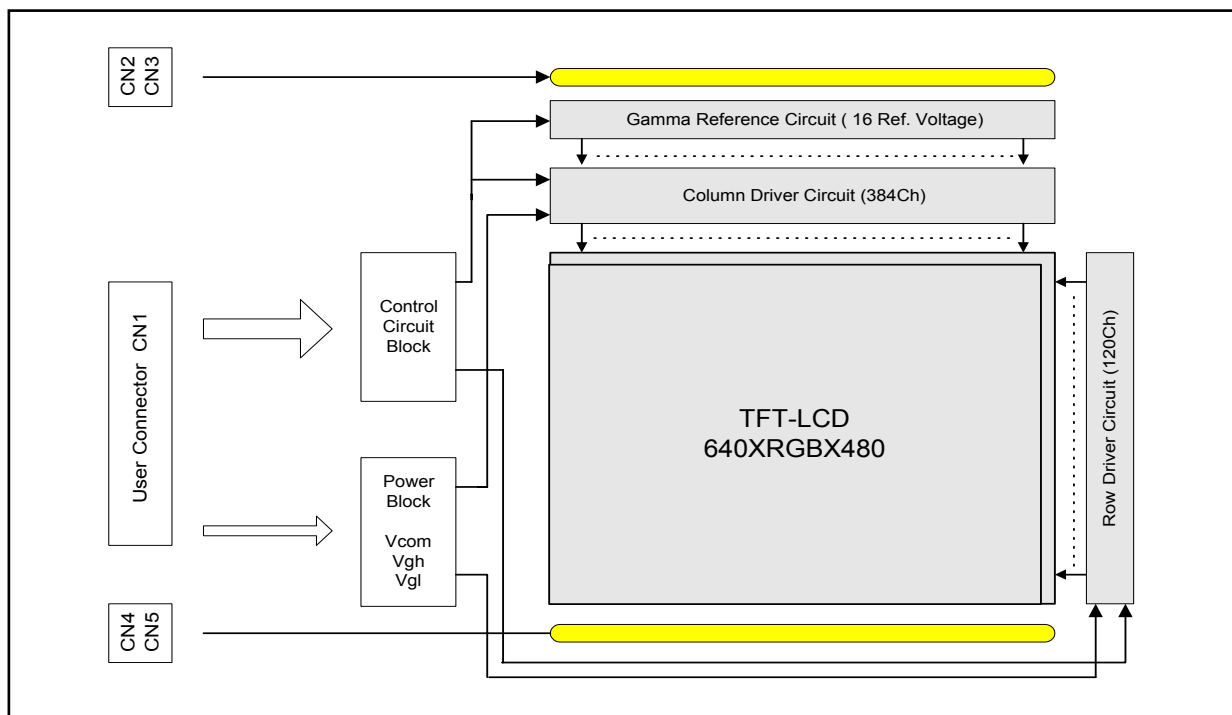 CN2
CN3
Gamma Reference Circuit ( 16 Ref. Voltage)
Column Driver Circuit (384Ch)
User Connector CN1
Control
Circuit
Block
TFT-LCD
640XRGBX480
Row Driver Circuit (120Ch)
Power
Block
Vcom
Vgh
Vgl
CN4
CN5